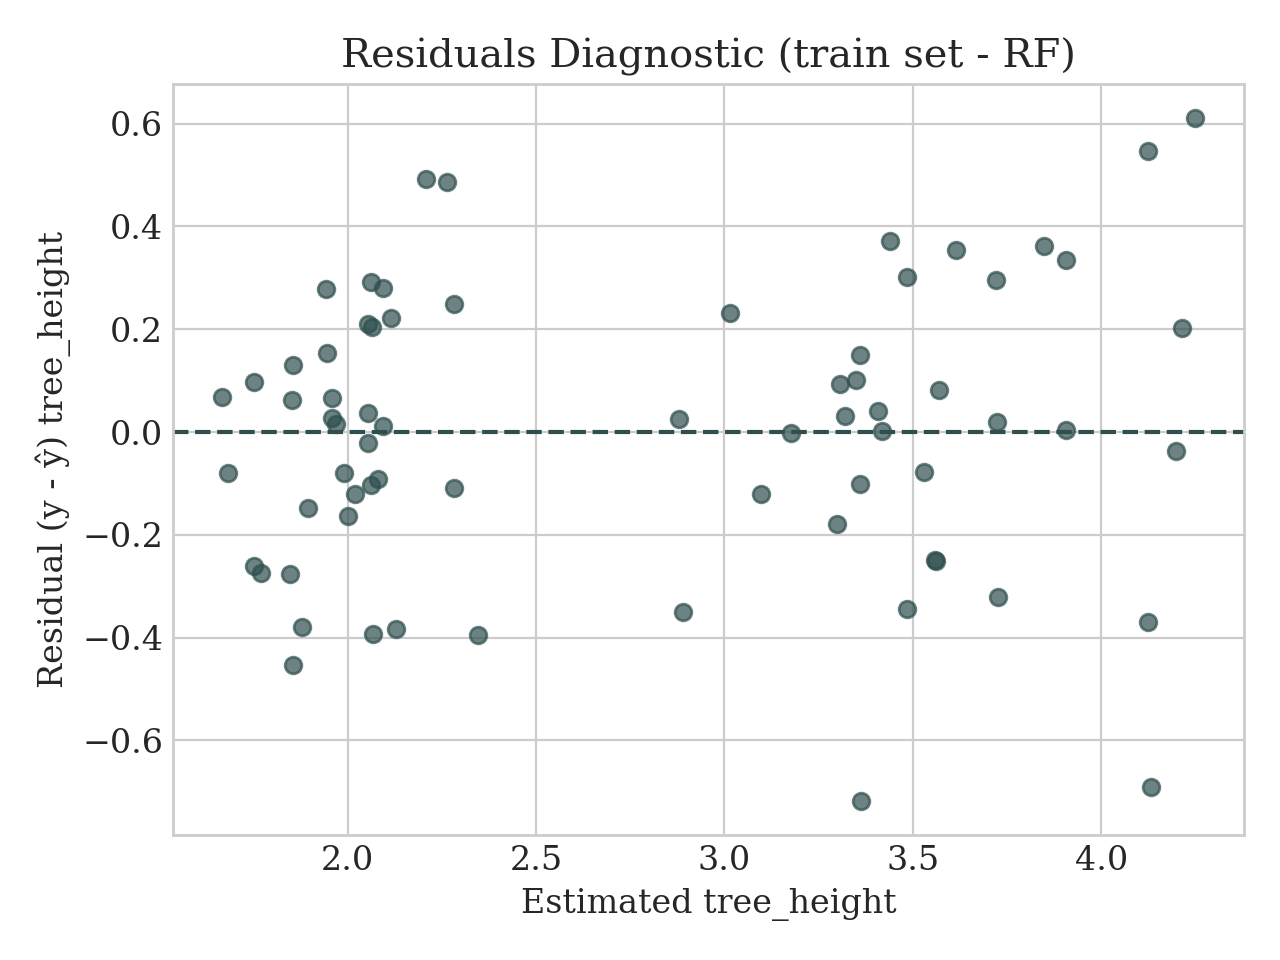 Residuals Diagnostic (train set - RF)
Residual (y - ŷ) tree_height
0.6
0.4
0.2
0.0
−0.2
−0.4
−0.6
2.0 2.5 3.0 3.5 4.0
Estimated tree_height